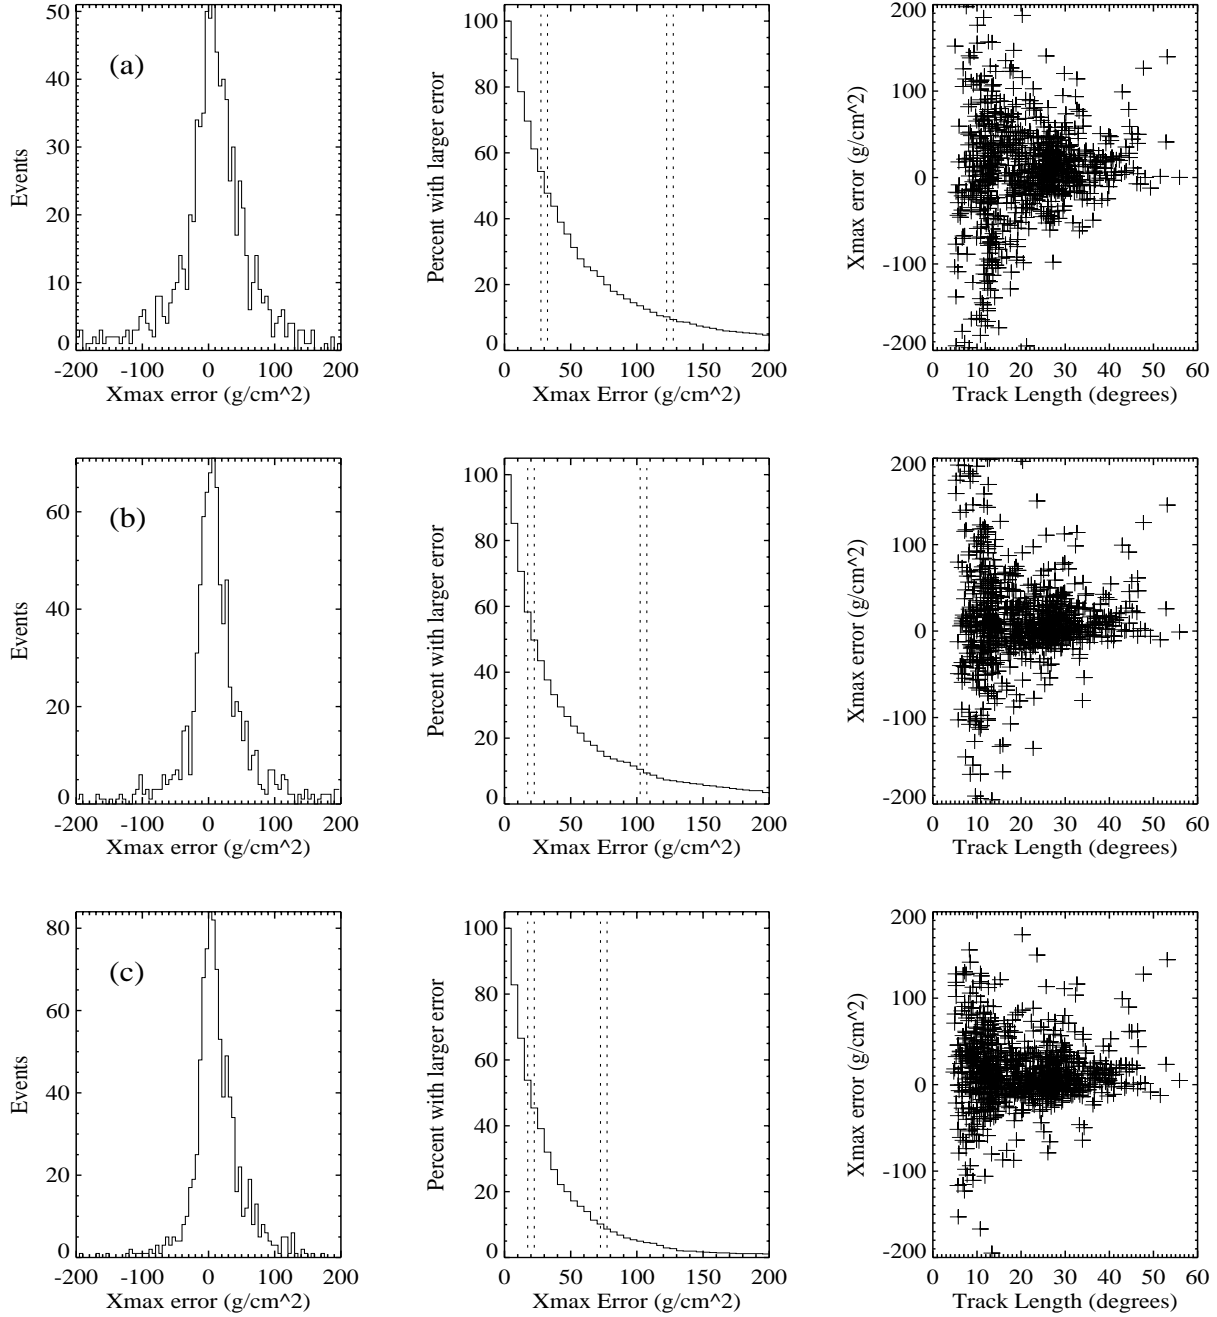 50
40
30
20
10
0
Events
(a)
-200 -100 0 100 200
Xmax error (g/cm^2)
100
80
60
40
20
0
Percent with larger error
0 50 100 150 200
Xmax Error (g/cm^2)
200
100
0
-100
-200
Xmax error (g/cm^2)
0 10 20 30 40 50 60
Track Length (degrees)
60
40
20
0
Events
(b)
-200 -100 0 100 200
Xmax error (g/cm^2)
100
80
60
40
20
0
Percent with larger error
0 50 100 150 200
Xmax Error (g/cm^2)
200
100
0
-100
-200
Xmax error (g/cm^2)
0 10 20 30 40 50 60
Track Length (degrees)
80
60
40
20
0
Events
(c)
-200 -100 0 100 200
Xmax error (g/cm^2)
100
80
60
40
20
0
Percent with larger error
0 50 100 150 200
Xmax Error (g/cm^2)
200
100
0
-100
-200
Xmax error (g/cm^2)
0 10 20 30 40 50 60
Track Length (degrees)